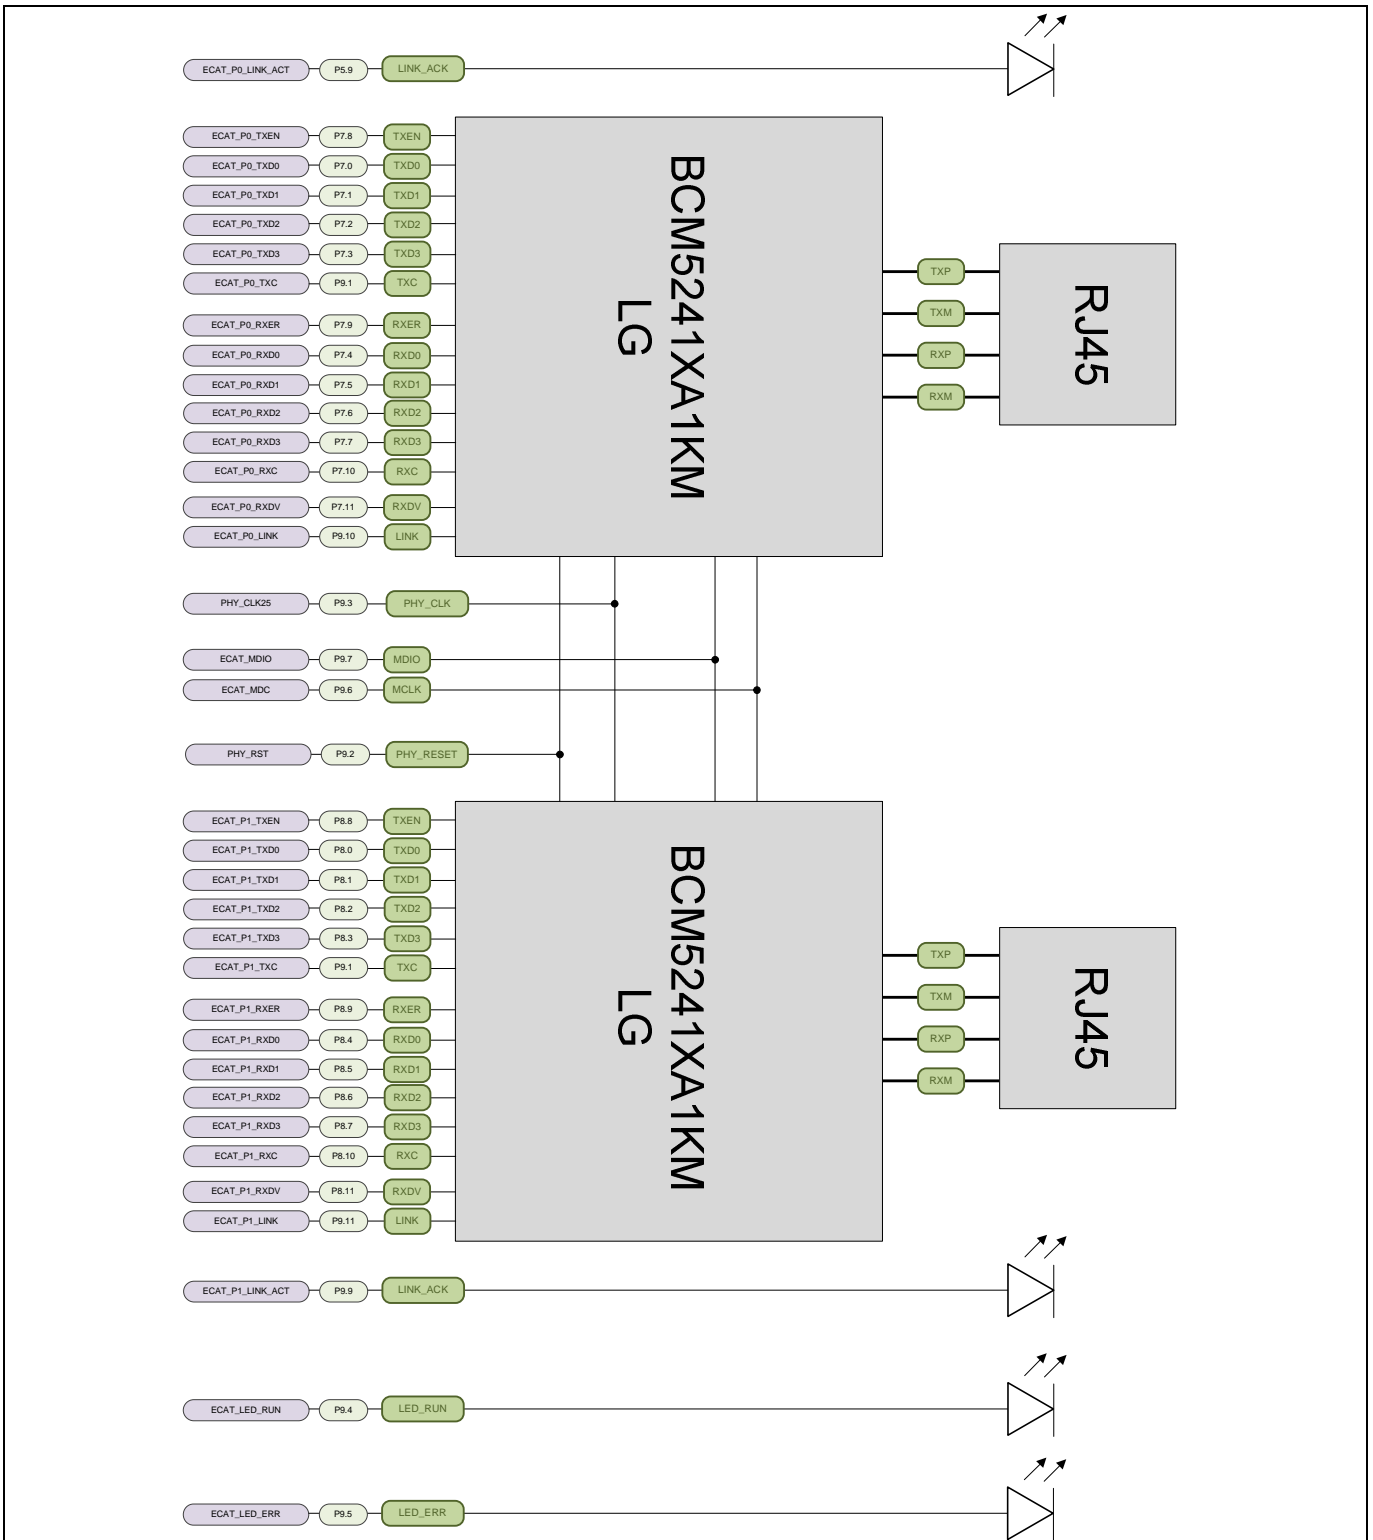 ECAT_P0_LINK_ACT P5.9 LINK_ACK
ECAT_P0_TXEN P7.8 TXEN
ECAT_P0_TXD0 P7.0 TXD0
ECAT_P0_TXD1 P7.1 TXD1
ECAT_P0_TXD2 P7.2 TXD2
ECAT_P0_TXD3 P7.3 TXD3
ECAT_P0_TXC P9.1 TXC
ECAT_P0_RXER P7.9 RXER
ECAT_P0_RXD0 P7.4 RXD0
ECAT_P0_RXD1 P7.5 RXD1
ECAT_P0_RXD2 P7.6 RXD2
ECAT_P0_RXD3 P7.7 RXD3
ECAT_P0_RXC P7.10 RXC
ECAT_P0_RXDV P7.11 RXDV
ECAT_P0_LINK P9.10 LINK
BCM5241XA1KM
LG
TXP
TXM
RXP
RXM
RJ45
PHY_CLK25 P9.3 PHY_CLK
ECAT_MDIO P9.7 MDIO
ECAT_MDC P9.6 MCLK
PHY_RST P9.2 PHY_RESET
ECAT_P1_TXEN P8.8 TXEN
ECAT_P1_TXD0 P8.0 TXD0
ECAT_P1_TXD1 P8.1 TXD1
ECAT_P1_TXD2 P8.2 TXD2
ECAT_P1_TXD3 P8.3 TXD3
ECAT_P1_TXC P9.1 TXC
ECAT_P1_RXER P8.9 RXER
ECAT_P1_RXD0 P8.4 RXD0
ECAT_P1_RXD1 P8.5 RXD1
ECAT_P1_RXD2 P8.6 RXD2
ECAT_P1_RXD3 P8.7 RXD3
ECAT_P1_RXC P8.10 RXC
ECAT_P1_RXDV P8.11 RXDV
ECAT_P1_LINK P9.11 LINK
BCM5241XA1KM
LG
TXP
TXM
RXP
RXM
RJ45
ECAT_P1_LINK_ACT P9.9 LINK_ACK
ECAT_LED_RUN P9.4 LED_RUN
ECAT_LED_ERR P9.5 LED_ERR